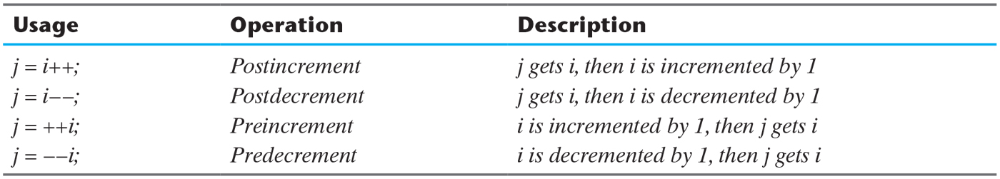 Usage Operation Description
j = i++; Postincrement j gets i, then i is incremented by 1
j = i−−; Postdecrement j gets i, then i is decremented by 1
j = ++i; Preincrement i is incremented by 1, then j gets i
j = −−i; Predecrement i is decremented by 1, then j gets i